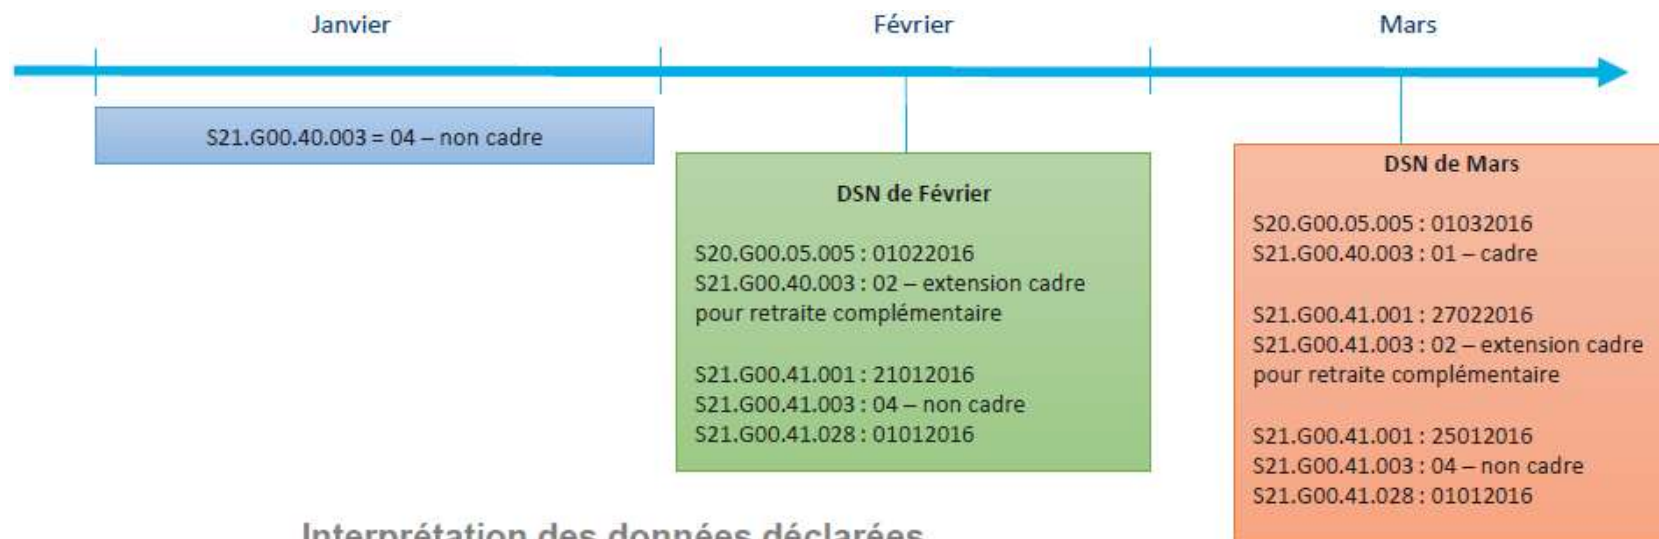 Janvier
Février
Mars
S21.G00.40.003 = 04 – non cadre
DSN de Février
S20.G00.05.005 : 01022016
S21.G00.40.003 : 02 – extension cadre
pour retraite complémentaire
S21.G00.41.001 : 21012016
S21.G00.41.003 : 04 – non cadre
S21.G00.41.028 : 01012016
DSN de Mars
S20.G00.05.005 : 01032016
S21.G00.40.003 : 01 – cadre
S21.G00.41.001 : 27022016
S21.G00.41.003 : 02 – extension cadre
pour retraite complémentaire
S21.G00.41.001 : 25012016
S21.G00.41.003 : 04 – non cadre
S21.G00.41.028 : 01012016
Interprétation des données déclarées